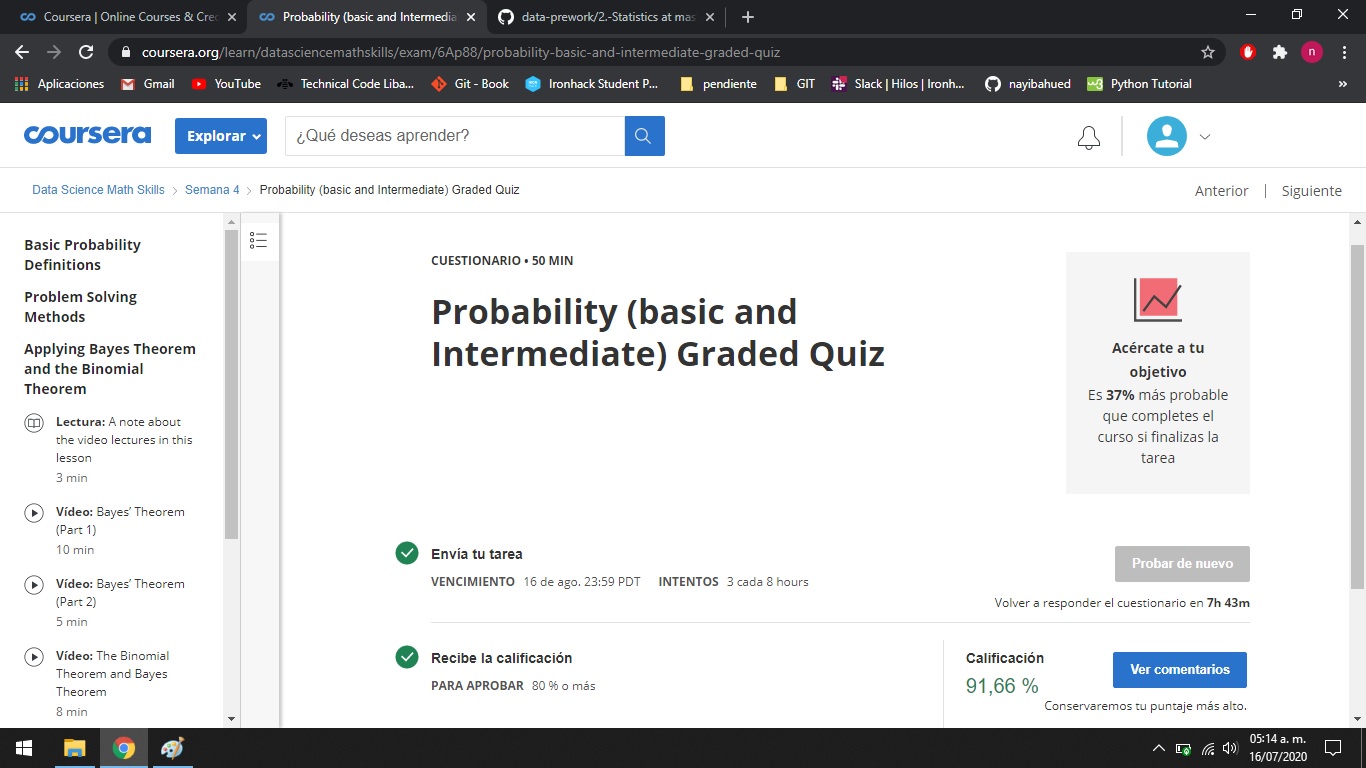 Coursera | Online Courses & Cre
Probability (basic and Intermedia
data-prework/2.-Statistics at mas
coursera.org/learn/datasciencemathskills/exam/6Ap88/probability-basic-and-intermediate-graded-quiz
n
Aplicaciones
Gmail
YouTube
Technical Code Liba...
Git - Book
Ironhack Student P...
pendiente
GIT
Slack | Hilos | Ironh...
nayibahued
Python Tutorial
»
coursera
Explorar
¿Qué deseas aprender?
Data Science Math Skills > Semana 4 > Probability (basic and Intermediate) Graded Quiz
Anterior | Siguiente
Basic Probability
Definitions
Problem Solving
Methods
Applying Bayes Theorem
and the Binomial
Theorem
Lectura: A note about
the video lectures in this
lesson
3 min
Vídeo: Bayes' Theorem
(Part 1)
10 min
Vídeo: Bayes' Theorem
(Part 2)
5 min
Vídeo: The Binomial
Theorem and Bayes
Theorem
8 min
CUESTIONARIO • 50 MIN
Probability (basic and
Intermediate) Graded Quiz
Acércate a tu
objetivo
Es 37% más probable
que completes el
curso si finalizas la
tarea
Envía tu tarea
VENCIMIENTO 16 de ago. 23:59 PDT INTENTOS 3 cada 8 hours
Probar de nuevo
Volver a responder el cuestionario en 7h 43m
Recibe la calificación
PARA APROBAR 80 % o más
Calificación
91,66 %
Ver comentarios
Conservaremos tu puntaje más alto.
05:14 a. m.
16/07/2020